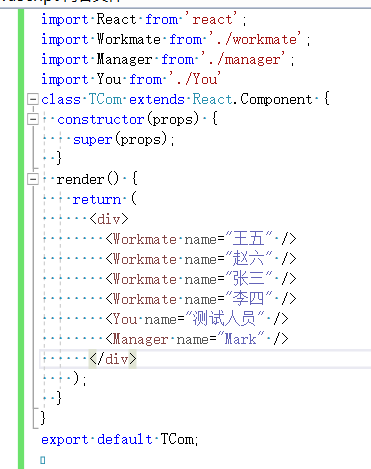 import React from 'react';
import Workmate from './workmate';
import Manager from './manager';
import You from './You'
class TCom extends React.Component {
  constructor(props) {
    super(props);
  }
  render() {
    return (
      <div>
        <Workmate name="王五" />
        <Workmate name="赵六" />
        <Workmate name="张三" />
        <Workmate name="李四" />
        <You name="测试人员" />
        <Manager name="Mark" />
      </div>
    );
  }
}
export default TCom;